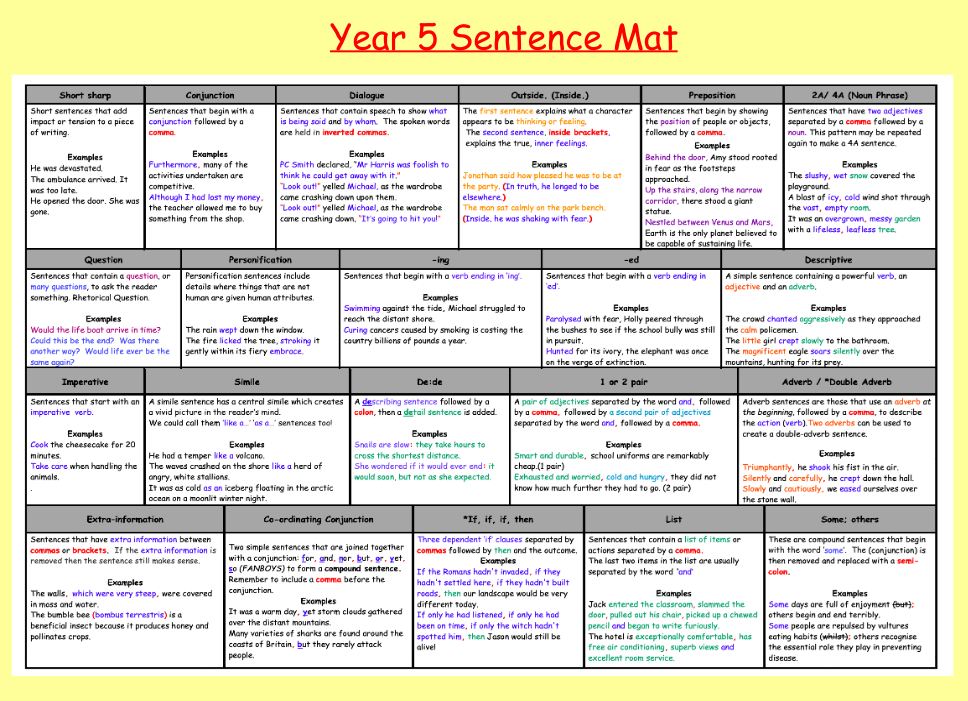 Year 5 Sentence Mat
Short sharp
Short sentences that add
impact or tension to a piece
of writing.
Examples
He was devastated.
The ambulance arrived. It
was too late.
He opened the door. She was
gone.
Conjunction
Sentences that begin with a
conjunction followed by a
comma.
Examples
Furthermore, many of the
activities undertaken are
competitive.
Although I had lost my money,
the teacher allowed me to buy
something from the shop.
Dialogue
Sentences that contain speech to show what
is being said and by whom. The spoken words
are held in inverted commas.
Examples
PC Smith declared, "Mr Harris was foolish to
think he could get away with it."
"Look out!" yelled Michael, as the wardrobe
came crashing down upon them.
"Look out!" yelled Michael, as the wardrobe
came crashing down, "It's going to hit you!"
Outside. (Inside.)
The first sentence explains what a character
appears to be thinking or feeling.
The second sentence, inside brackets,
explains the true, inner feelings.
Examples
Jonathan said how pleased he was to be at
the party. (In truth, he longed to be
elsewhere.)
The man sat calmly on the park bench.
(Inside, he was shaking with fear.)
Preposition
Sentences that begin by showing
the position of people or objects,
followed by a comma.
Examples
Behind the door, Amy stood rooted
in fear as the footsteps
approached.
Up the stairs, along the narrow
corridor, there stood a giant
statue.
Nestled between Venus and Mars,
Earth is the only planet believed to
be capable of sustaining life.
2A/ 4A (Noun Phrase)
Sentences that have two adjectives
separated by a comma followed by a
noun. This pattern may be repeated
again to make a 4A sentence.
Examples
The slushy, wet snow covered the
playground.
A blast of icy, cold wind shot through
the vast, empty room.
It was an overgrown, messy garden
with a lifeless, leafless tree.
Question
Sentences that contain a question, or
many questions, to ask the reader
something. Rhetorical Question.
Examples
Would the life boat arrive in time?
Could this be the end? Was there
another way? Would life ever be the
same again?
Personification
Personification sentences include
details where things that are not
human are given human attributes.
Examples
The rain wept down the window.
The fire licked the tree, stroking it
gently within its fiery embrace.
-ing
Sentences that begin with a verb ending in 'ing'.
Examples
Swimming against the tide, Michael struggled to
reach the distant shore.
Curing cancers caused by smoking is costing the
country billions of pounds a year.
-ed
Sentences that begin with a verb ending in
'ed'.
Examples
Paralysed with fear, Holly peered through
the bushes to see if the school bully was still
in pursuit.
Hunted for its ivory, the elephant was once
on the verge of extinction.
Descriptive
A simple sentence containing a powerful verb, an
adjective and an adverb.
Examples
The crowd chanted aggressively as they approached
the calm policemen.
The little girl crept slowly to the bathroom.
The magnificent eagle soars silently over the
mountains, hunting for its prey.
Imperative
Sentences that start with an
imperative verb.
Examples
Cook the cheesecake for 20
minutes.
Take care when handling the
animals.
.
Simile
A simile sentence has a central simile which creates
a vivid picture in the reader's mind.
We could call them 'like a...' 'as a...' sentences too!
Examples
He had a temper like a volcano.
The waves crashed on the shore like a herd of
angry, white stallions.
It was as cold as an iceberg floating in the arctic
ocean on a moonlit winter night.
De:de
A describing sentence followed by a
colon, then a detail sentence is added.
Examples
Snails are slow: they take hours to
cross the shortest distance.
She wondered if it would ever end: it
would soon, but not as she expected.
1 or 2 pair
A pair of adjectives separated by the word and, followed
by a comma, followed by a second pair of adjectives
separated by the word and, followed by a comma.
Examples
Smart and durable, school uniforms are remarkably
cheap.(1 pair)
Exhausted and worried, cold and hungry, they did not
know how much further they had to go. (2 pair)
Adverb / *Double Adverb
Adverb sentences are those that use an adverb at
the beginning, followed by a comma, to describe
the action (verb).Two adverbs can be used to
create a double-adverb sentence.
Examples
Triumphantly, he shook his fist in the air.
Silently and carefully, he crept down the hall.
Slowly and cautiously, we eased ourselves over
the stone wall.
Extra-information
Sentences that have extra information between
commas or brackets. If the extra information is
removed then the sentence still makes sense.
Examples
The walls, which were very steep, were covered
in moss and water.
The bumble bee (bombus terrestris) is a
beneficial insect because it produces honey and
pollinates crops.
Co-ordinating Conjunction
Two simple sentences that are joined together
with a conjunction: for, and, nor, but, or, yet,
so (FANBOYS) to form a compound sentence.
Remember to include a comma before the
conjunction.
Examples
It was a warm day, yet storm clouds gathered
over the distant mountains.
Many varieties of sharks are found around the
coasts of Britain, but they rarely attack
people.
*If, if, if, then
Three dependent 'if' clauses separated by
commas followed by then and the outcome.
Examples
If the Romans hadn't invaded, if they
hadn't settled here, if they hadn't built
roads, then our landscape would be very
different today.
If only he had listened, if only he had
been on time, if only the witch hadn't
spotted him, then Jason would still be
alive!
List
Sentences that contain a list of items or
actions separated by a comma.
The last two items in the list are usually
separated by the word 'and'
Examples
Jack entered the classroom, slammed the
door, pulled out his chair, picked up a chewed
pencil and began to write furiously.
The hotel is exceptionally comfortable, has
free air conditioning, superb views and
excellent room service.
Some; others
These are compound sentences that begin
with the word 'some'. The (conjunction) is
then removed and replaced with a semi-
colon.
Examples
Some days are full of enjoyment (but); 
others begin and end terribly.
Some people are repulsed by vultures
eating habits (whilst); others recognise
the essential role they play in preventing
disease.